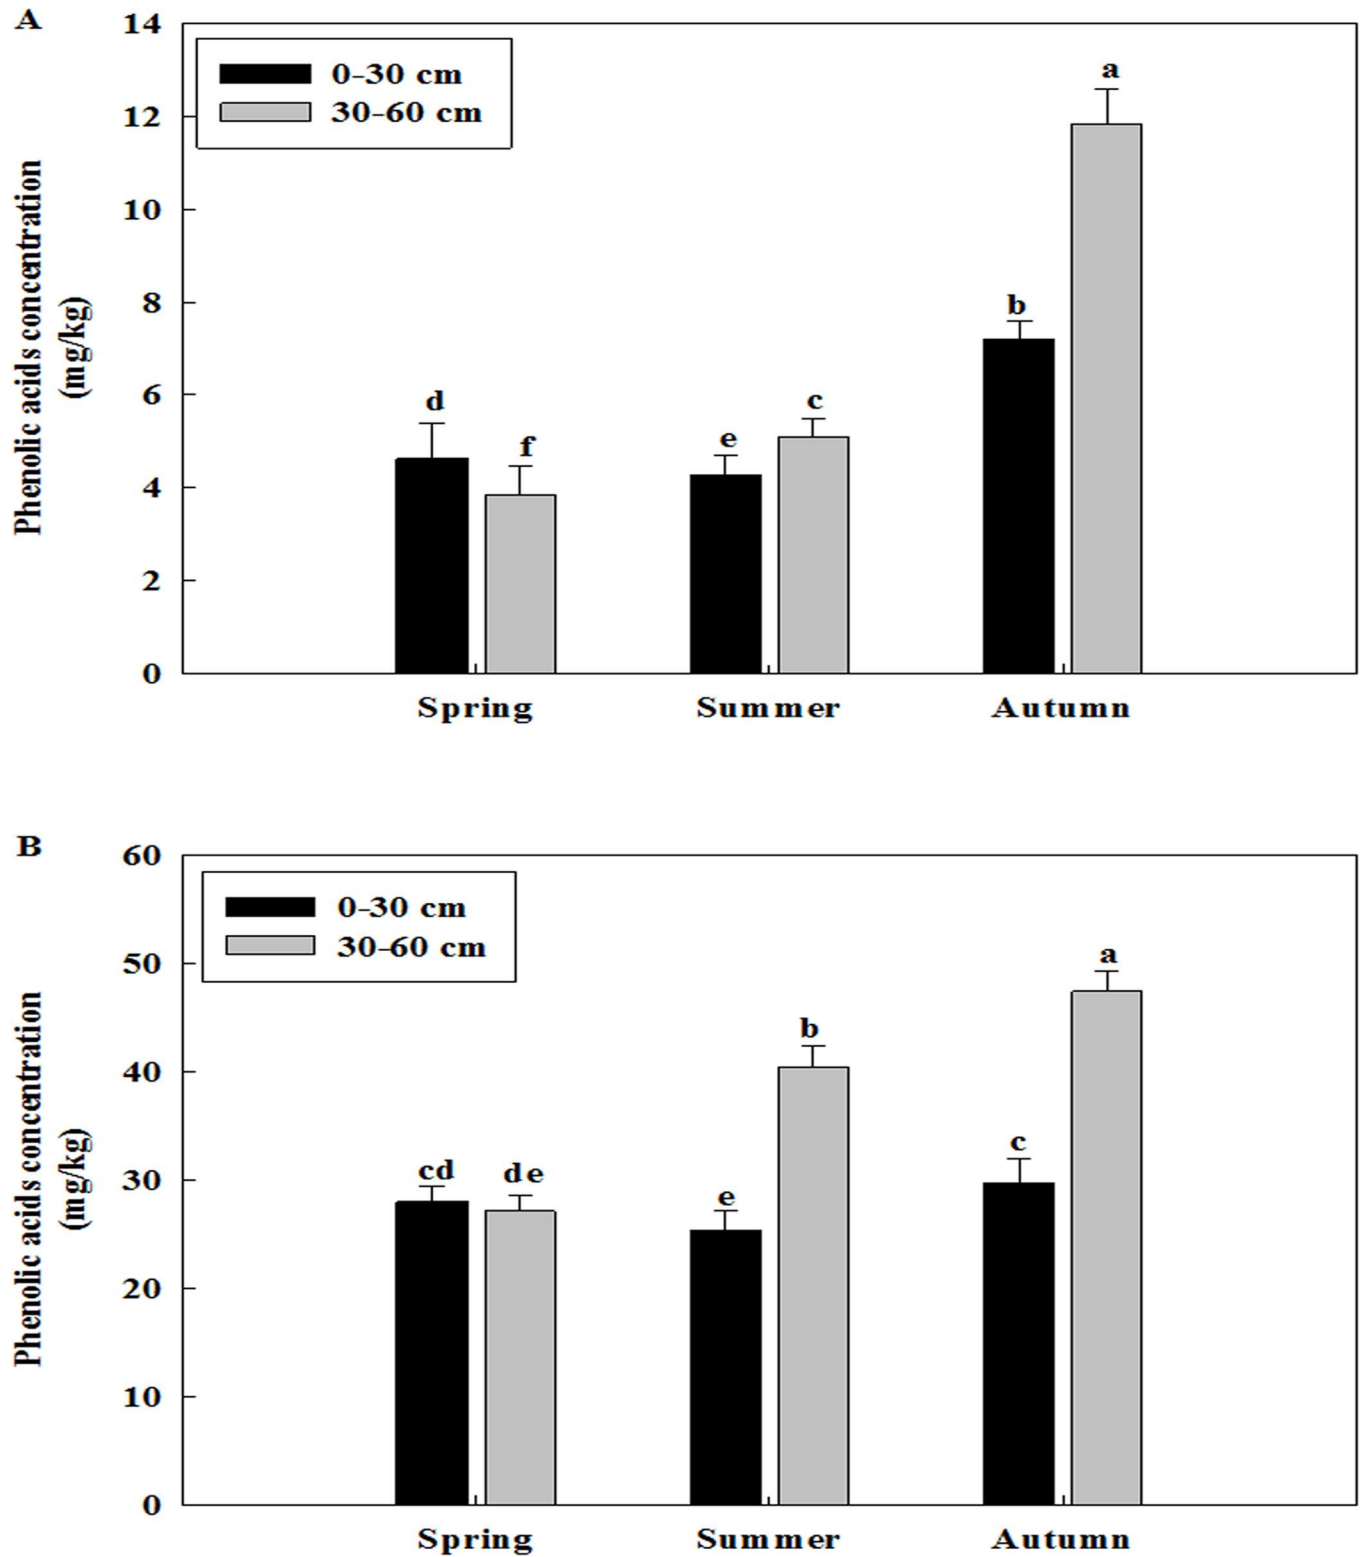 A
14
12
10
8
6
4
2
0
Phenolic acids concentration
(mg/kg)
0-30 cm
30-60 cm
d
f
e
c
b
a
Spring
Summer
Autumn
B
60
50
40
30
20
10
0
Phenolic acids concentration
(mg/kg)
0-30 cm
30-60 cm
cd
de
e
b
c
a
Spring
Summer
Autumn